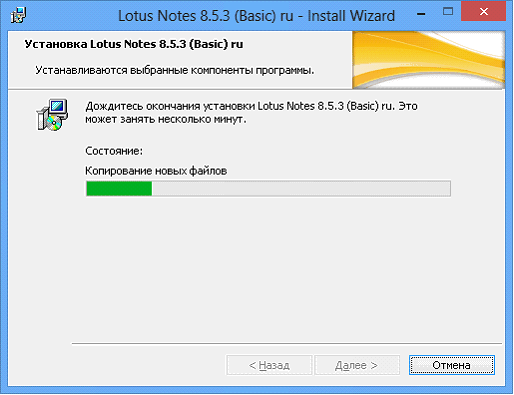 Lotus Notes 8.5.3 (Basic) ru - Install Wizard
Установка Lotus Notes 8.5.3 (Basic) ru
Устанавливаются выбранные компоненты программы.
Дождитесь окончания установки Lotus Notes 8.5.3 (Basic) ru. Это
может занять несколько минут.
Состояние:
Копирование новых файлов
< Назад Далее > Отмена